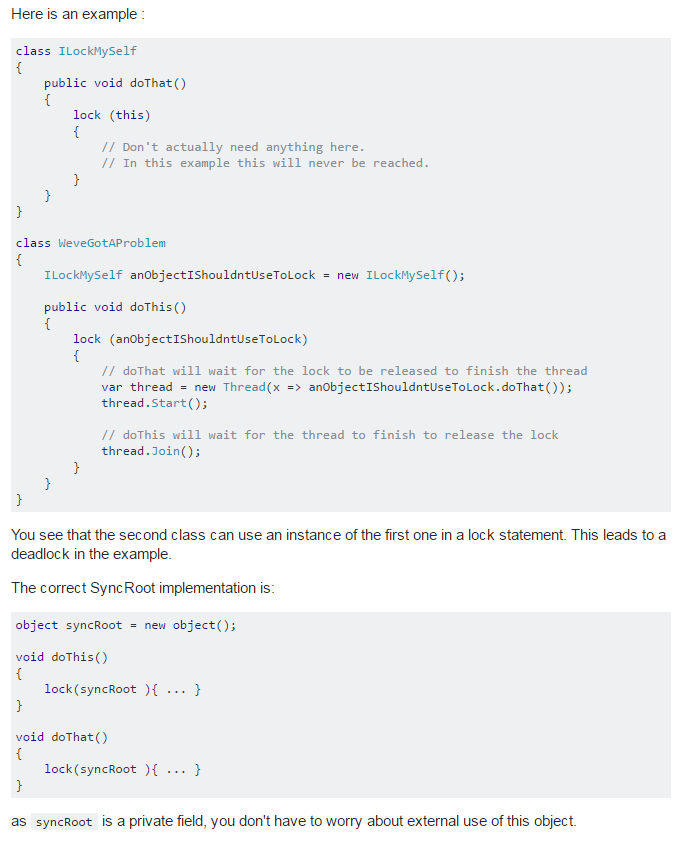 Here is an example :
class ILockMySelf
{
    public void doThat()
    {
        lock (this)
        {
            // Don't actually need anything here.
            // In this example this will never be reached.
        }
    }
}
class WeveGotAProblem
{
    ILockMySelf anObjectIShouldntUseToLock = new ILockMySelf();
    public void doThis()
    {
        lock (anObjectIShouldntUseToLock)
        {
            // doThat will wait for the lock to be released to finish the thread
            var thread = new Thread(x => anObjectIShouldntUseToLock.doThat());
            thread.Start();
            // doThis will wait for the thread to finish to release the lock
            thread.Join();
        }
    }
}
You see that the second class can use an instance of the first one in a lock statement. This leads to a
deadlock in the example.
The correct SyncRoot implementation is:
object syncRoot = new object();
void doThis()
{
    lock(syncRoot ){ ... }
}
void doThat()
{
    lock(syncRoot ){ ... }
}
as syncRoot is a private field, you don't have to worry about external use of this object.